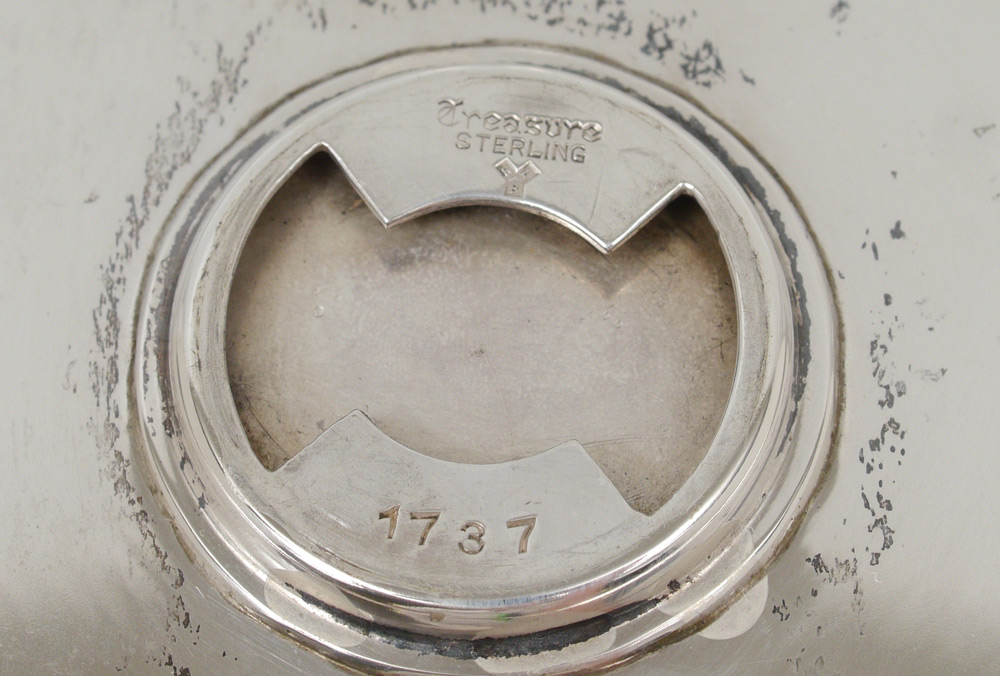 Treasure
STERLING
1737